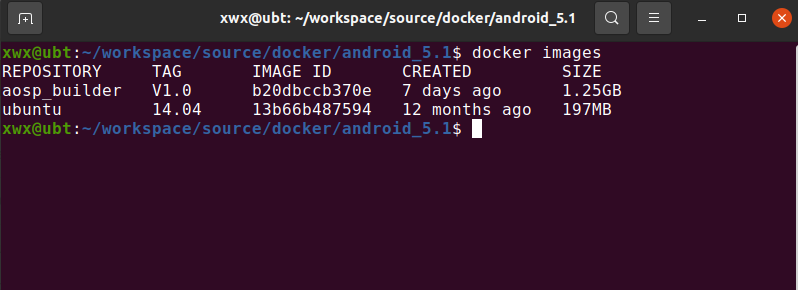 xwx@ubt: ~/workspace/source/docker/android_5.1
xwx@ubt:~/workspace/source/docker/android_5.1$ docker images
REPOSITORY     TAG       IMAGE ID       CREATED         SIZE
aosp_builder   V1.0      b20dbccb370e   7 days ago      1.25GB
ubuntu         14.04     13b66b487594   12 months ago   197MB
xwx@ubt:~/workspace/source/docker/android_5.1$